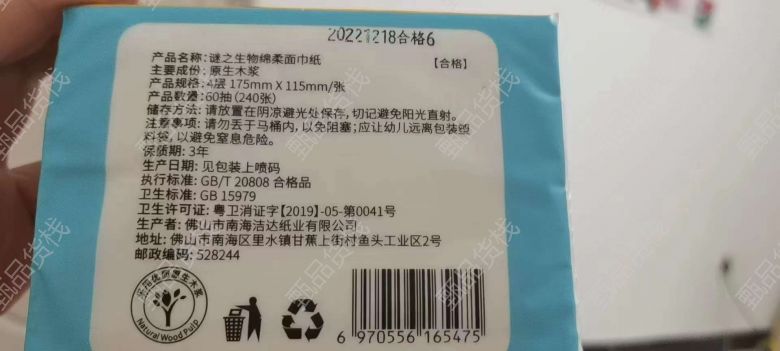 20221218合格6
产品名称: 谜之生物绵柔面巾纸 【合格】
主要成份: 原生木浆
产品规格: 4层 175mm X 115mm/张
产品数量: 60抽(240张)
储存方法: 请放置在阴凉避光处保存, 切记避免阳光直射。
注意事项: 请勿丢于马桶内, 以免阻塞; 应让幼儿远离包装塑
料袋, 以避免窒息危险。
保质期: 3年
生产日期: 见包装上喷码
执行标准: GB/T 20808 合格品
卫生标准: GB 15979
卫生许可证: 粤卫消证字【2019】-05-第0041号
生产者: 佛山市南海洁达纸业有限公司
地址: 佛山市南海区里水镇甘蕉上街村鱼头工业区2号
邮政编码: 528244
原生木浆
Natural Wood Pulp
6 970556 165475
甄品货栈